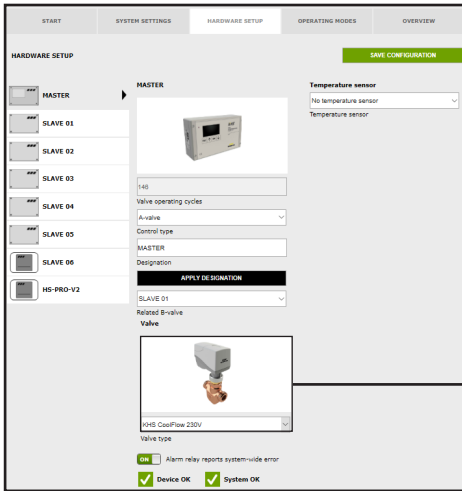 START
SYSTEM SETTINGS
HARDWARE SETUP
OPERATING MODES
OVERVIEW
HARDWARE SETUP
SAVE CONFIGURATION
MASTER
SLAVE 01
SLAVE 02
SLAVE 03
SLAVE 04
SLAVE 05
SLAVE 06
HS-PRO-V2
MASTER
146
Valve operating cycles
A-valve
Control type
MASTER
Designation
APPLY DESIGNATION
SLAVE 01
Related B-valve
Valve
KHS CoolFlow 230V
Valve type
ON Alarm relay reports system-wide error
Device OK
System OK
Temperature sensor
No temperature sensor
Temperature sensor